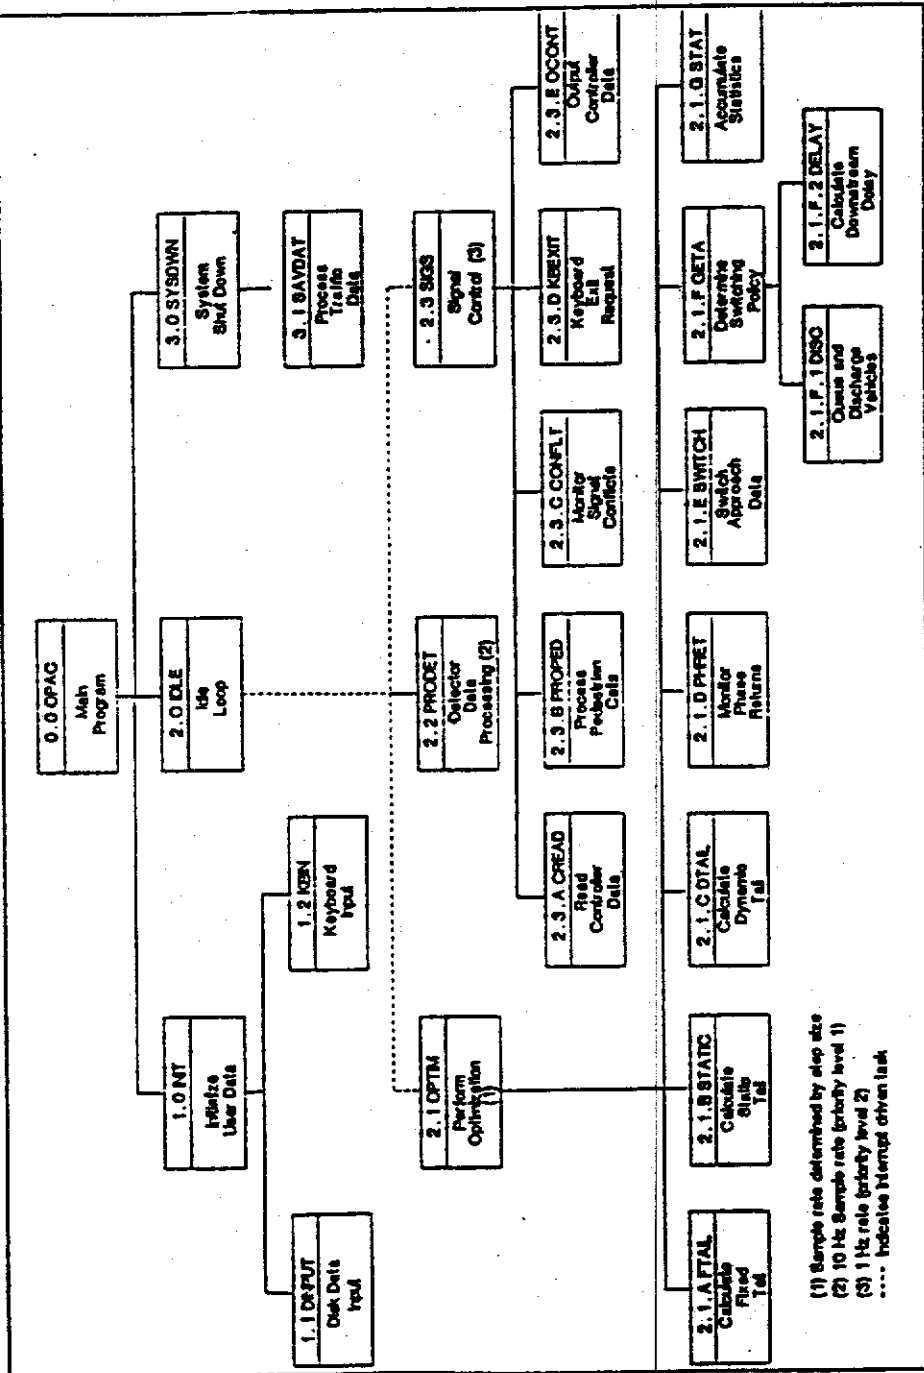 0.0 OPAC
Main
Program
1.0 INT
Initialize
User Data
2.0 IDLE
Idle
Loop
3.0 SYSDWN
System
Shut Down
1.1 DINPUT
Disk Data
Input
1.2 KBIN
Keyboard
Input
3.1 SAVDAT
Process
Traffic
Data
2.1 OPTIM
Perform
Optimization
(1)
2.2 PRODET
Detector
Data
Processing (2)
2.3 SIGS
Signal
Control (3)
2.3.A CREAD
Read
Controller
Data
2.3.B PROPED
Process
Pedestrian
Calls
2.3.C CONFLT
Monitor
Signal
Conflicts
2.3.D KBEXIT
Keyboard
Exit
Request
2.3.E OCONT
Output
Controller
Data
2.1.A FTAIL
Calculate
Fixed
Tail
2.1.B STATIC
Calculate
Static
Tail
2.1.C DTAIL
Calculate
Dynamic
Tail
2.1.D PHRET
Monitor
Phase
Returns
2.1.E SWITCH
Switch
Approach
Data
2.1.F GETA
Determine
Switching
Policy
2.1.G STAT
Accumulate
Statistics
2.1.F.1 DISC
Queue and
Discharge
Vehicles
2.1.F.2 DELAY
Calculate
Downstream
Delay
(1) Sample rate determined by step size
(2) 10 Hz Sample rate (priority level 1)
(3) 1 Hz rate (priority level 2)
---- Indicates interrupt driven task